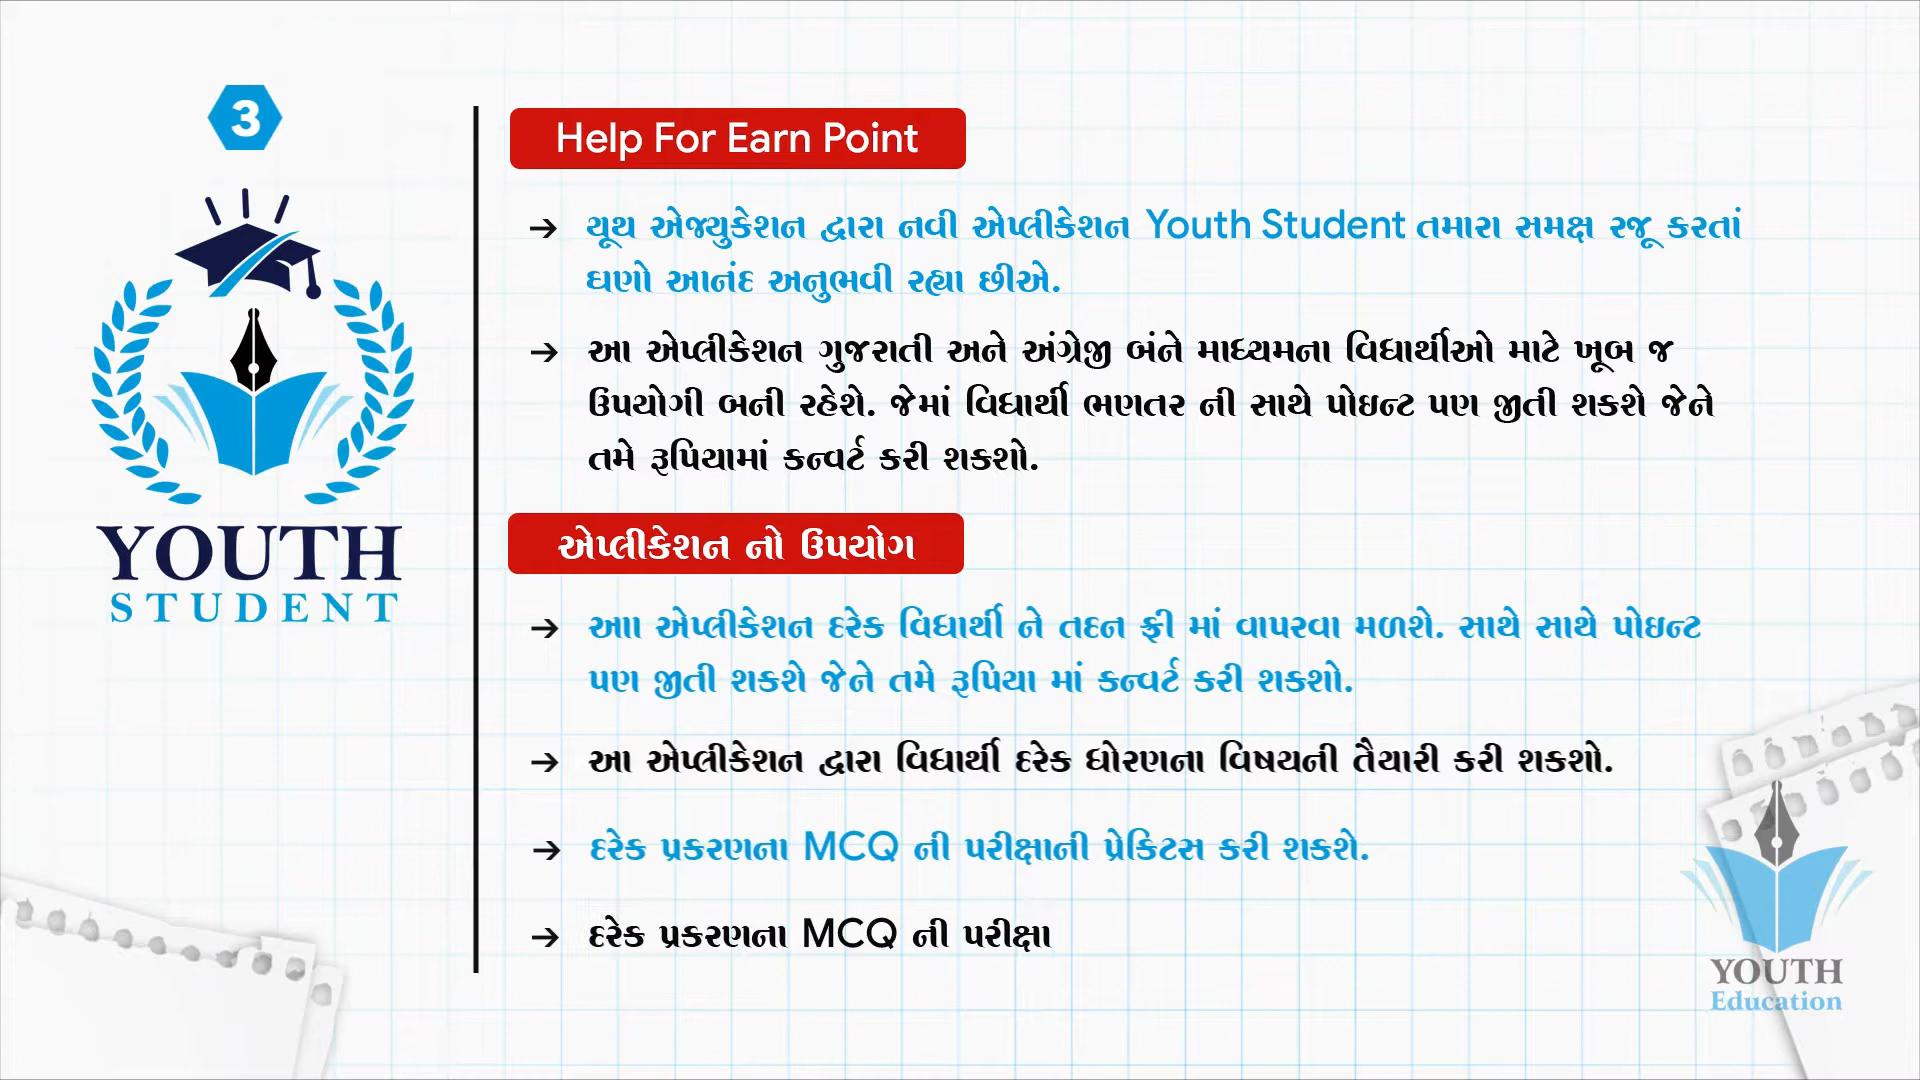 3
YOUTH
STUDENT
Help For Earn Point
→ યૂથ એજ્યુકેશન દ્વારા નવી એપ્લીકેશન Youth Student તમારા સમક્ષ રજૂ કરતાં
ઘણો આનંદ અનુભવી રહ્યા છીએ.
→ આ એપ્લીકેશન ગુજરાતી અને અંગ્રેજી બંને માધ્યમના વિધાર્થીઓ માટે ખૂબ જ
ઉપયોગી બની રહેશે. જેમાં વિધાર્થી ભણતર ની સાથે પોઇન્ટ પણ જીતી શકશે જેને
તમે રૂપિયામાં કન્વર્ટ કરી શકશો.
એપ્લીકેશન નો ઉપયોગ
→ આા એપ્લીકેશન દરેક વિધાર્થી ને તદન ફ્રી માં વાપરવા મળશે. સાથે સાથે પોઇન્ટ
પણ જીતી શકશે જેને તમે રૂપિયા માં કન્વર્ટ કરી શકશો.
→ આ એપ્લીકેશન દ્વારા વિધાર્થી દરેક ધોરણના વિષયની તૈયારી કરી શકશો.
→ દરેક પ્રકરણના MCQ ની પરીક્ષાની પ્રેકિટસ કરી શકશે.
→ દરેક પ્રકરણના MCQ ની પરીક્ષા
YOUTH
Education